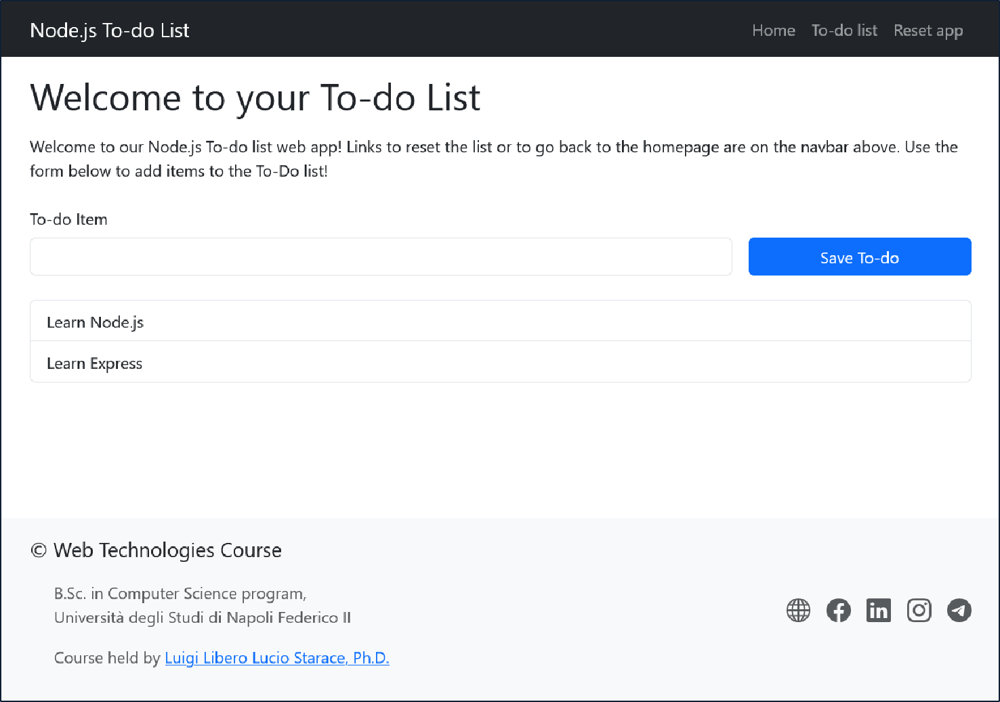 Node.js To-do List
Home To-do list Reset app
Welcome to your To-do List
Welcome to our Node.js To-do list web app! Links to reset the list or to go back to the homepage are on the navbar above. Use the
form below to add items to the To-Do list!
To-do Item
Save To-do
Learn Node.js
Learn Express
© Web Technologies Course
B.Sc. in Computer Science program,
Università degli Studi di Napoli Federico II
Course held by Luigi Libero Lucio Starace, Ph.D.